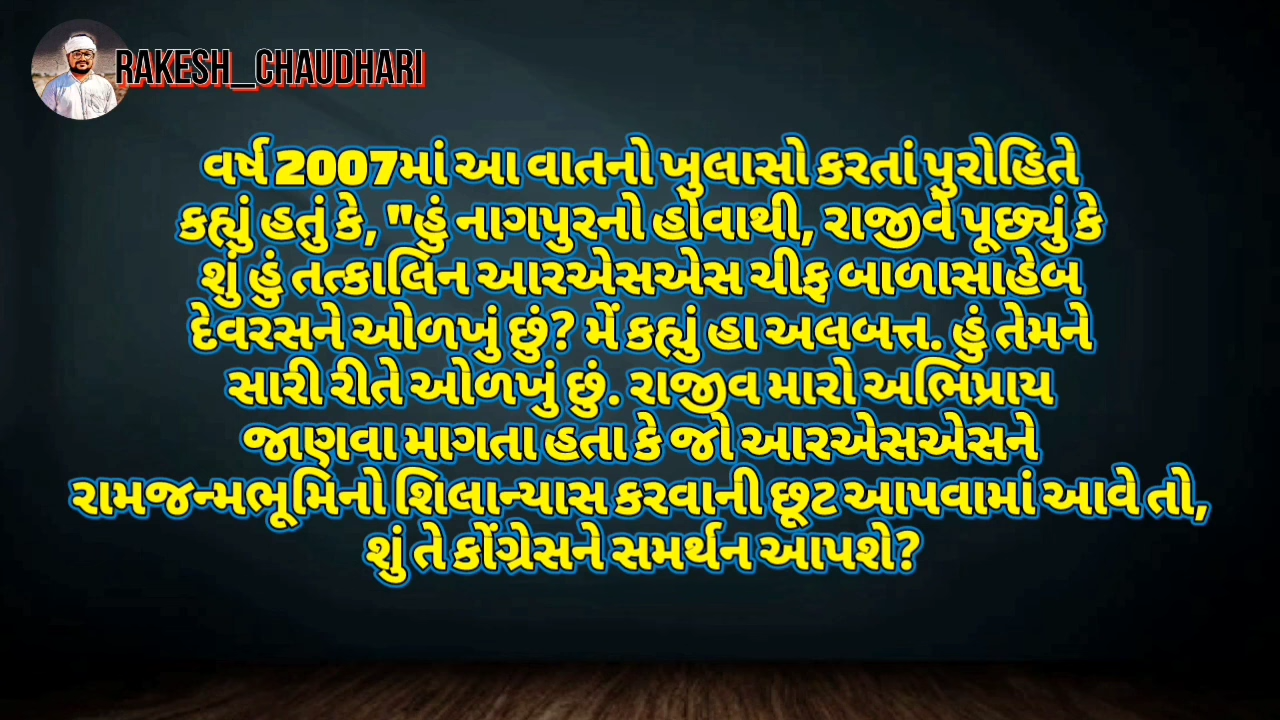 RAKESH_CHAUDHARI
વર્ષ 2007માં આ વાતનો ખુલાસો કરતાં પુરોહિતે
કહ્યું હતું કે, "હું નાગપુરનો હોવાથી, રાજીવે પૂછ્યું કે
શું હું તત્કાલિન આરએસએસ ચીફ બાળાસાહેબ
દેવરસને ઓળખું છું? મેં કહ્યું હા અલબત્ત. હું તેમને
સારી રીતે ઓળખું છું. રાજીવ મારો અભિપ્રાય
જાણવા માગતા હતા કે જો આરએસએસને
રામજન્મભૂમિનો શિલાન્યાસ કરવાની છૂટ આપવામાં આવે તો,
શું તે કોંગ્રેસને સમર્થન આપશે?